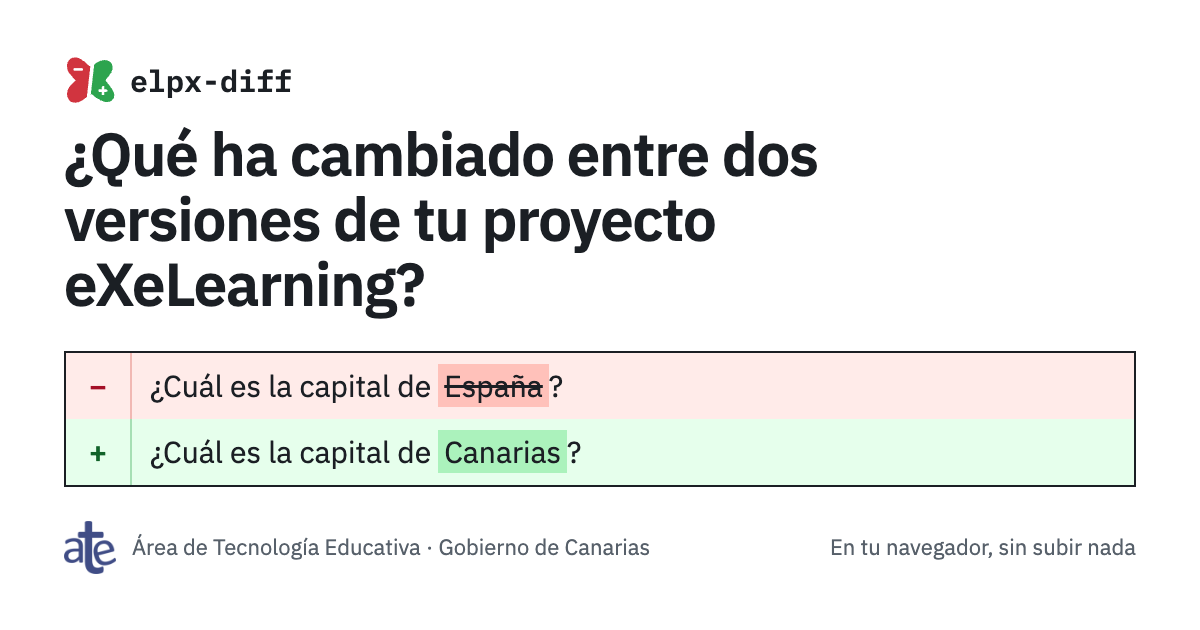 elpx-diff
¿Qué ha cambiado entre dos
versiones de tu proyecto
eXeLearning?
− ¿Cuál es la capital de España?
+ ¿Cuál es la capital de Canarias?
ate Área de Tecnología Educativa · Gobierno de Canarias
En tu navegador, sin subir nada